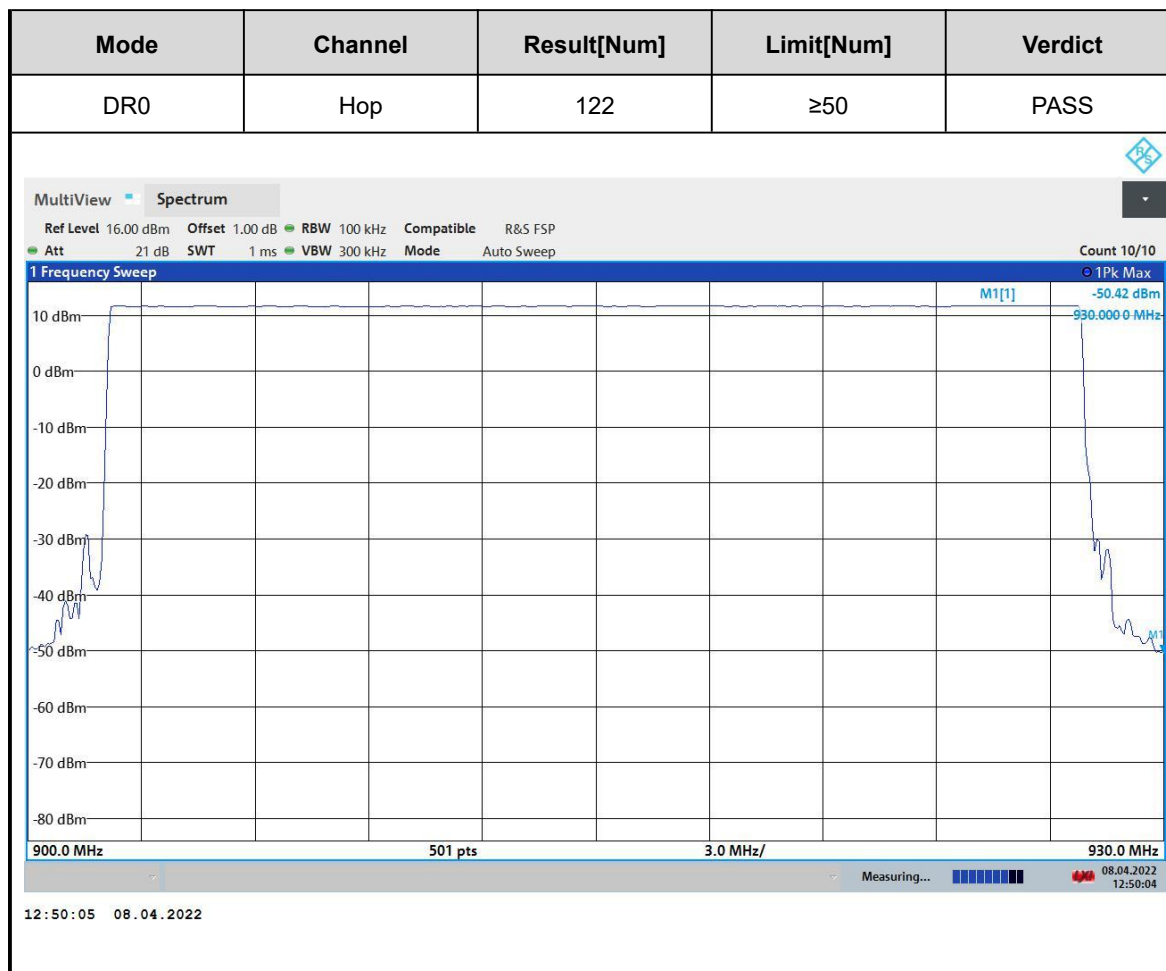 Mode Channel Result[Num] Limit[Num] Verdict
DR0 Hop 122 ≥50 PASS
R&S
MultiView Spectrum
Ref Level 16.00 dBm Offset 1.00 dB RBW 100 kHz Compatible R&S FSP
Att 21 dB SWT 1 ms VBW 300 kHz Mode Auto Sweep Count 10/10
1 Frequency Sweep 1Pk Max
M1[1] -50.42 dBm
10 dBm 930.000 0 MHz
0 dBm
-10 dBm
-20 dBm
-30 dBm
-40 dBm
M1
-50 dBm
-60 dBm
-70 dBm
-80 dBm
900.0 MHz 501 pts 3.0 MHz/ 930.0 MHz
Measuring... 08.04.2022
12:50:04
12:50:05 08.04.2022